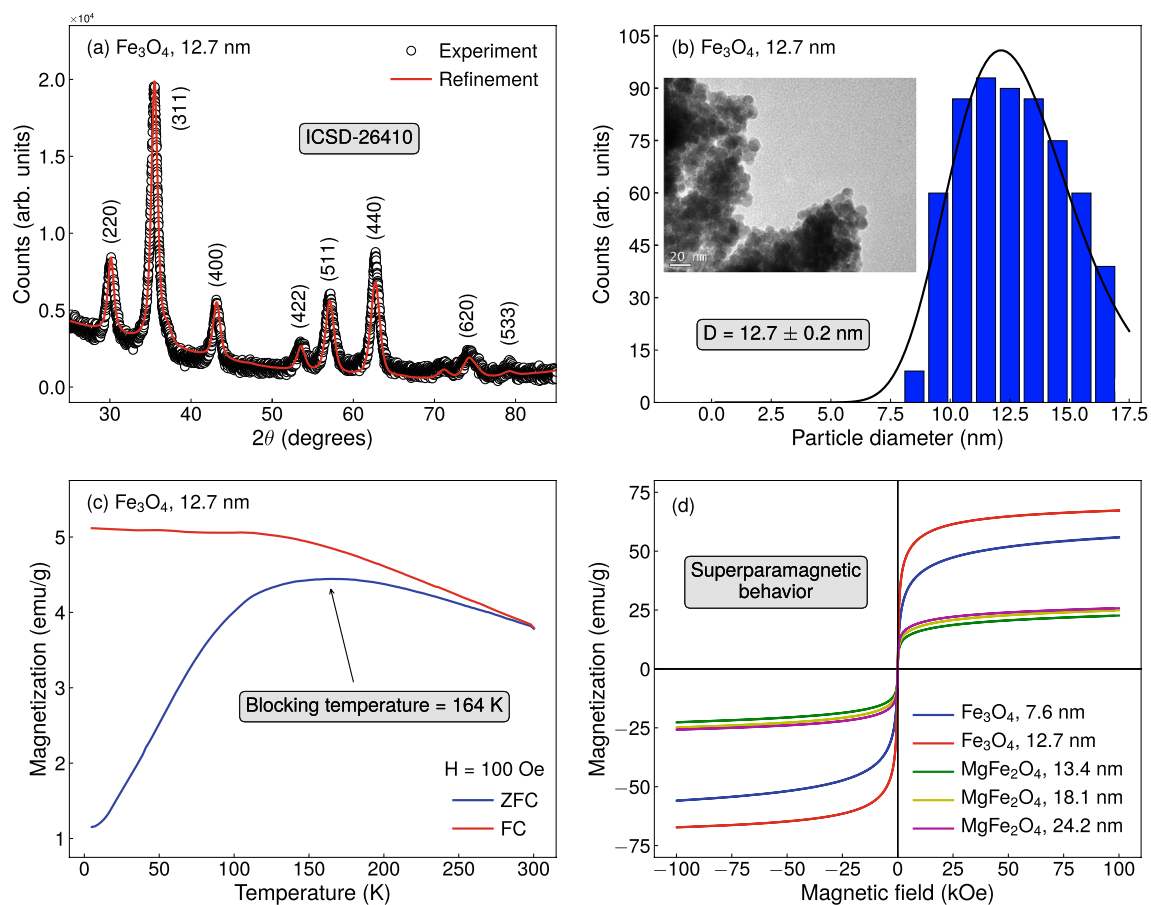 ×10⁴
(a) Fe₃O₄, 12.7 nm
Experiment
Refinement
ICSD-26410
(220)
(311)
(400)
(422)
(511)
(440)
(620)
(533)
Counts (arb. units)
2.0
1.5
1.0
0.5
0.0
30 40 50 60 70 80
2θ (degrees)
(b) Fe₃O₄, 12.7 nm
20 nm
D = 12.7 ± 0.2 nm
Counts (arb. units)
105
90
75
60
45
30
15
0
0.0 2.5 5.0 7.5 10.0 12.5 15.0 17.5
Particle diameter (nm)
(c) Fe₃O₄, 12.7 nm
Blocking temperature = 164 K
H = 100 Oe
ZFC
FC
Magnetization (emu/g)
5
4
3
2
1
0 50 100 150 200 250 300
Temperature (K)
(d)
Superparamagnetic
behavior
Fe₃O₄, 7.6 nm
Fe₃O₄, 12.7 nm
MgFe₂O₄, 13.4 nm
MgFe₂O₄, 18.1 nm
MgFe₂O₄, 24.2 nm
Magnetization (emu/g)
75
50
25
0
−25
−50
−75
−100 −75 −50 −25 0 25 50 75 100
Magnetic field (kOe)